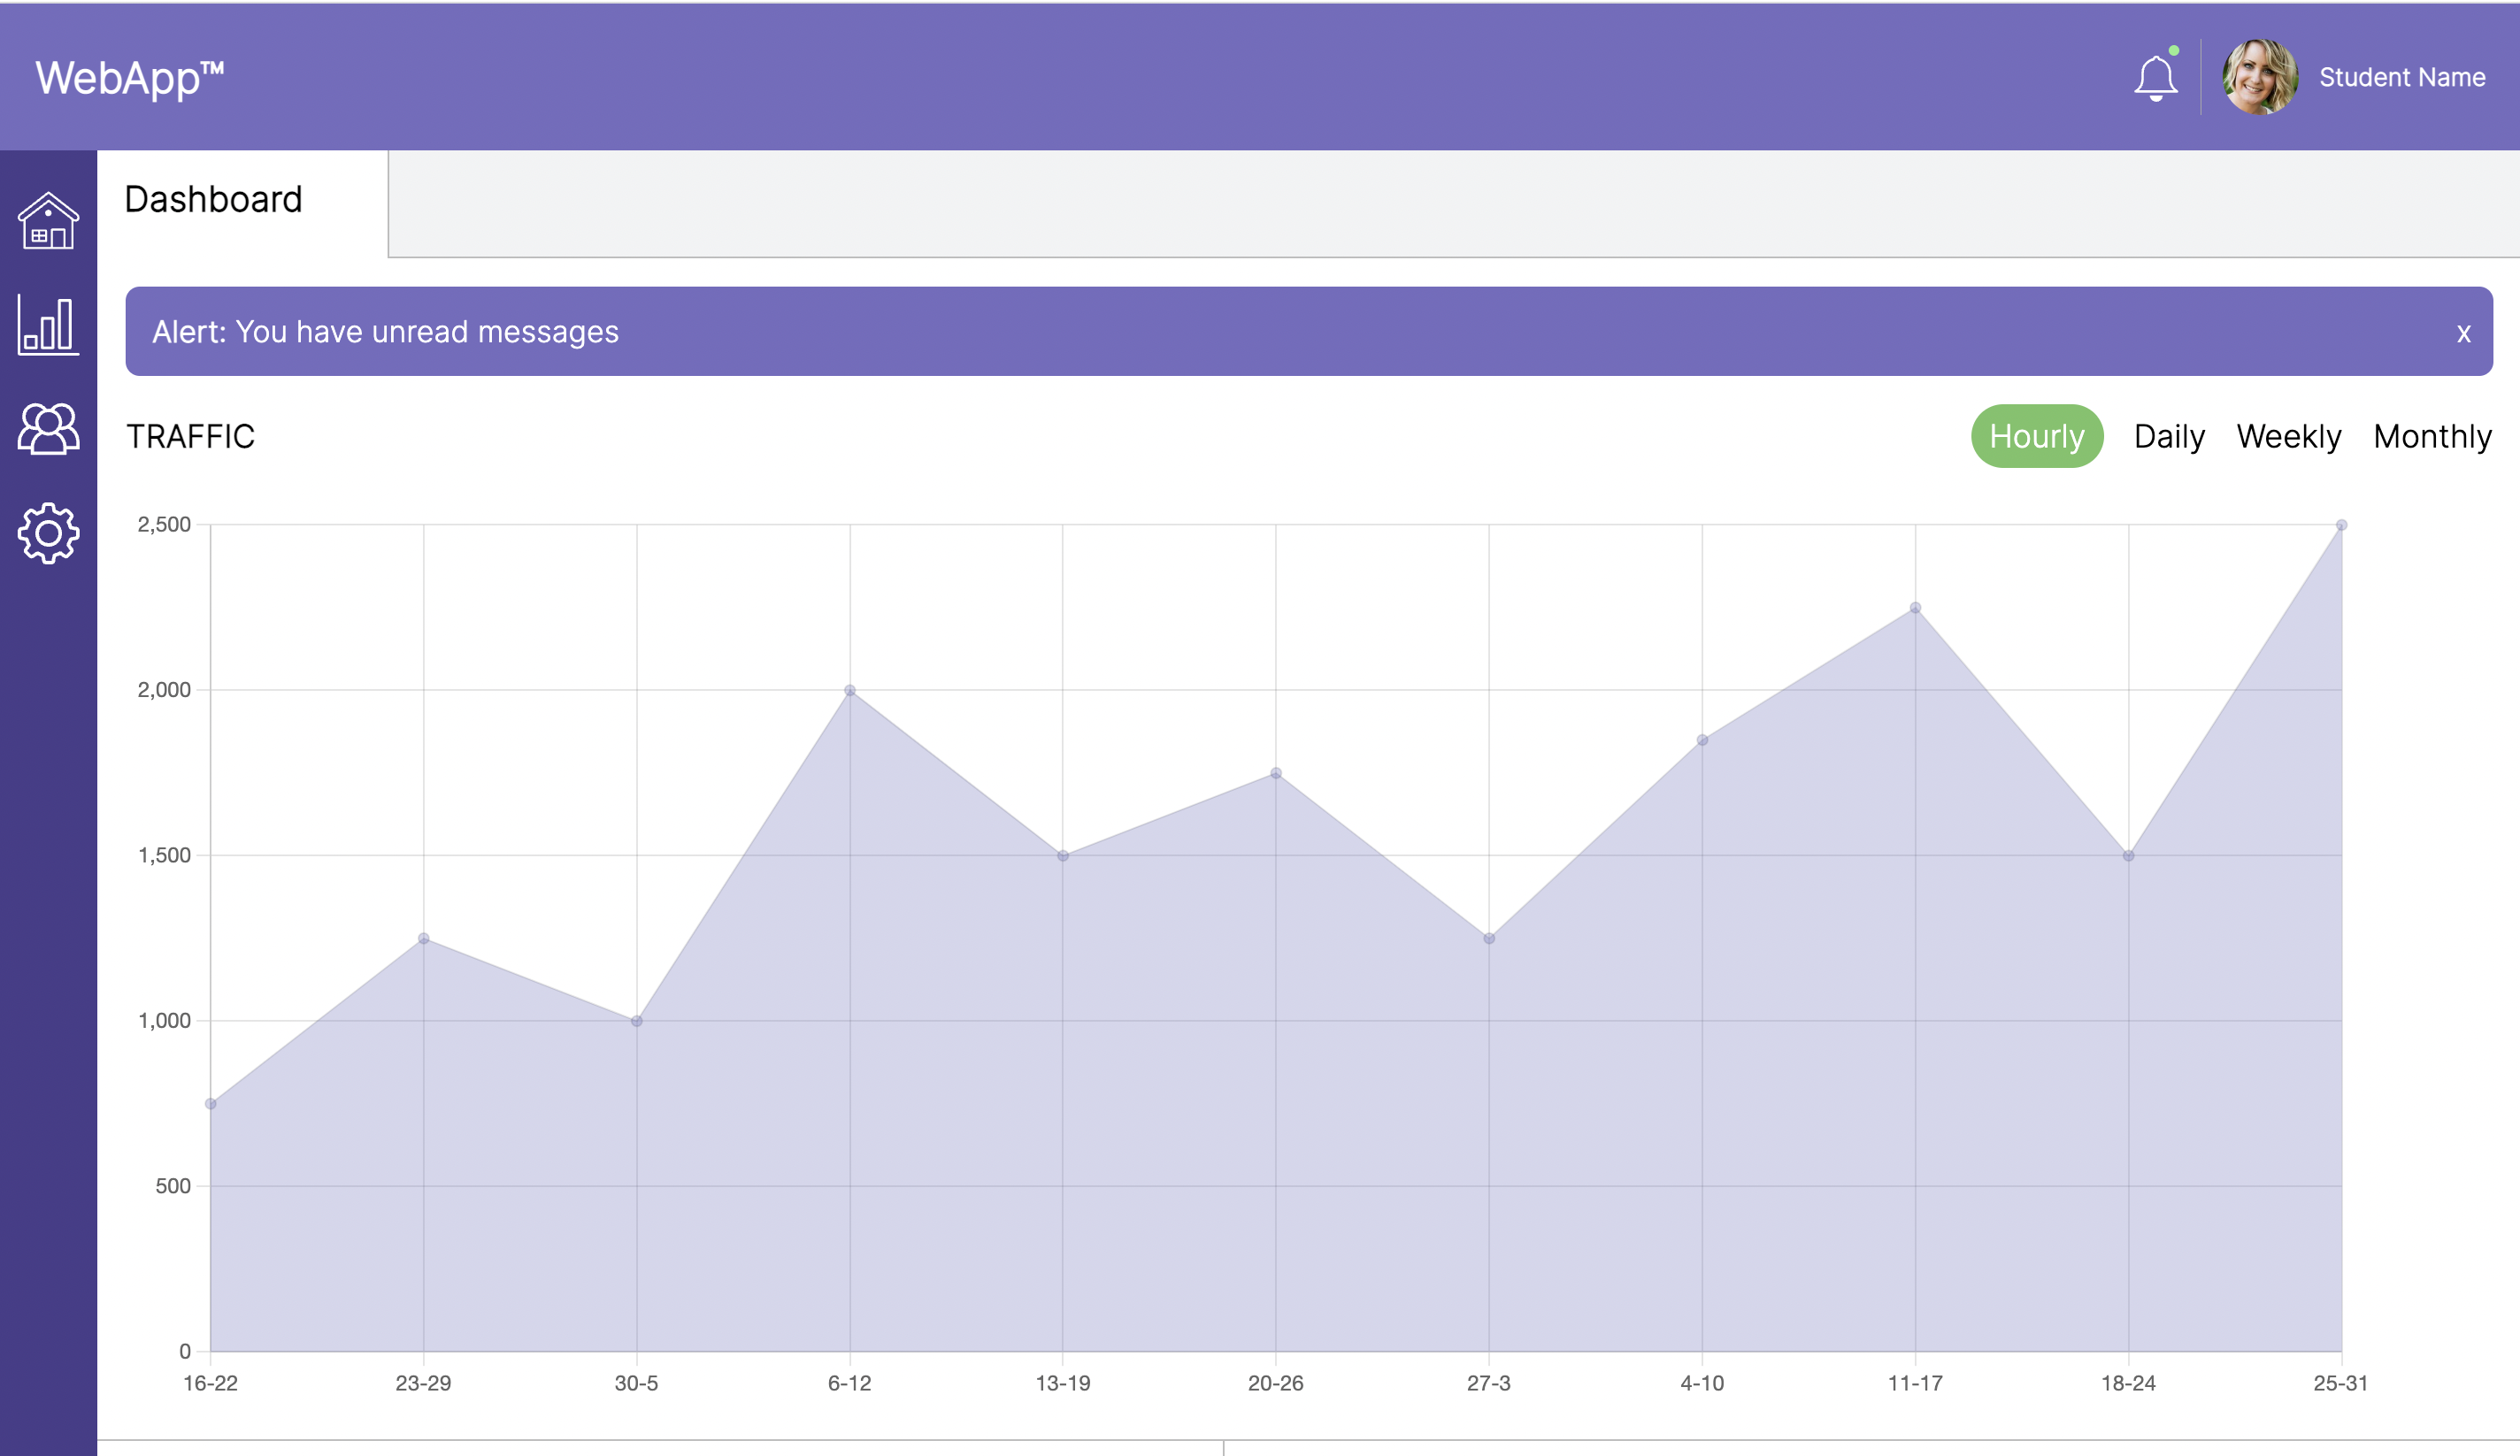 WebApp™
Student Name
Dashboard
Alert: You have unread messages
x
TRAFFIC
Hourly Daily Weekly Monthly
2,500
2,000
1,500
1,000
500
0
16-22 23-29 30-5 6-12 13-19 20-26 27-3 4-10 11-17 18-24 25-31